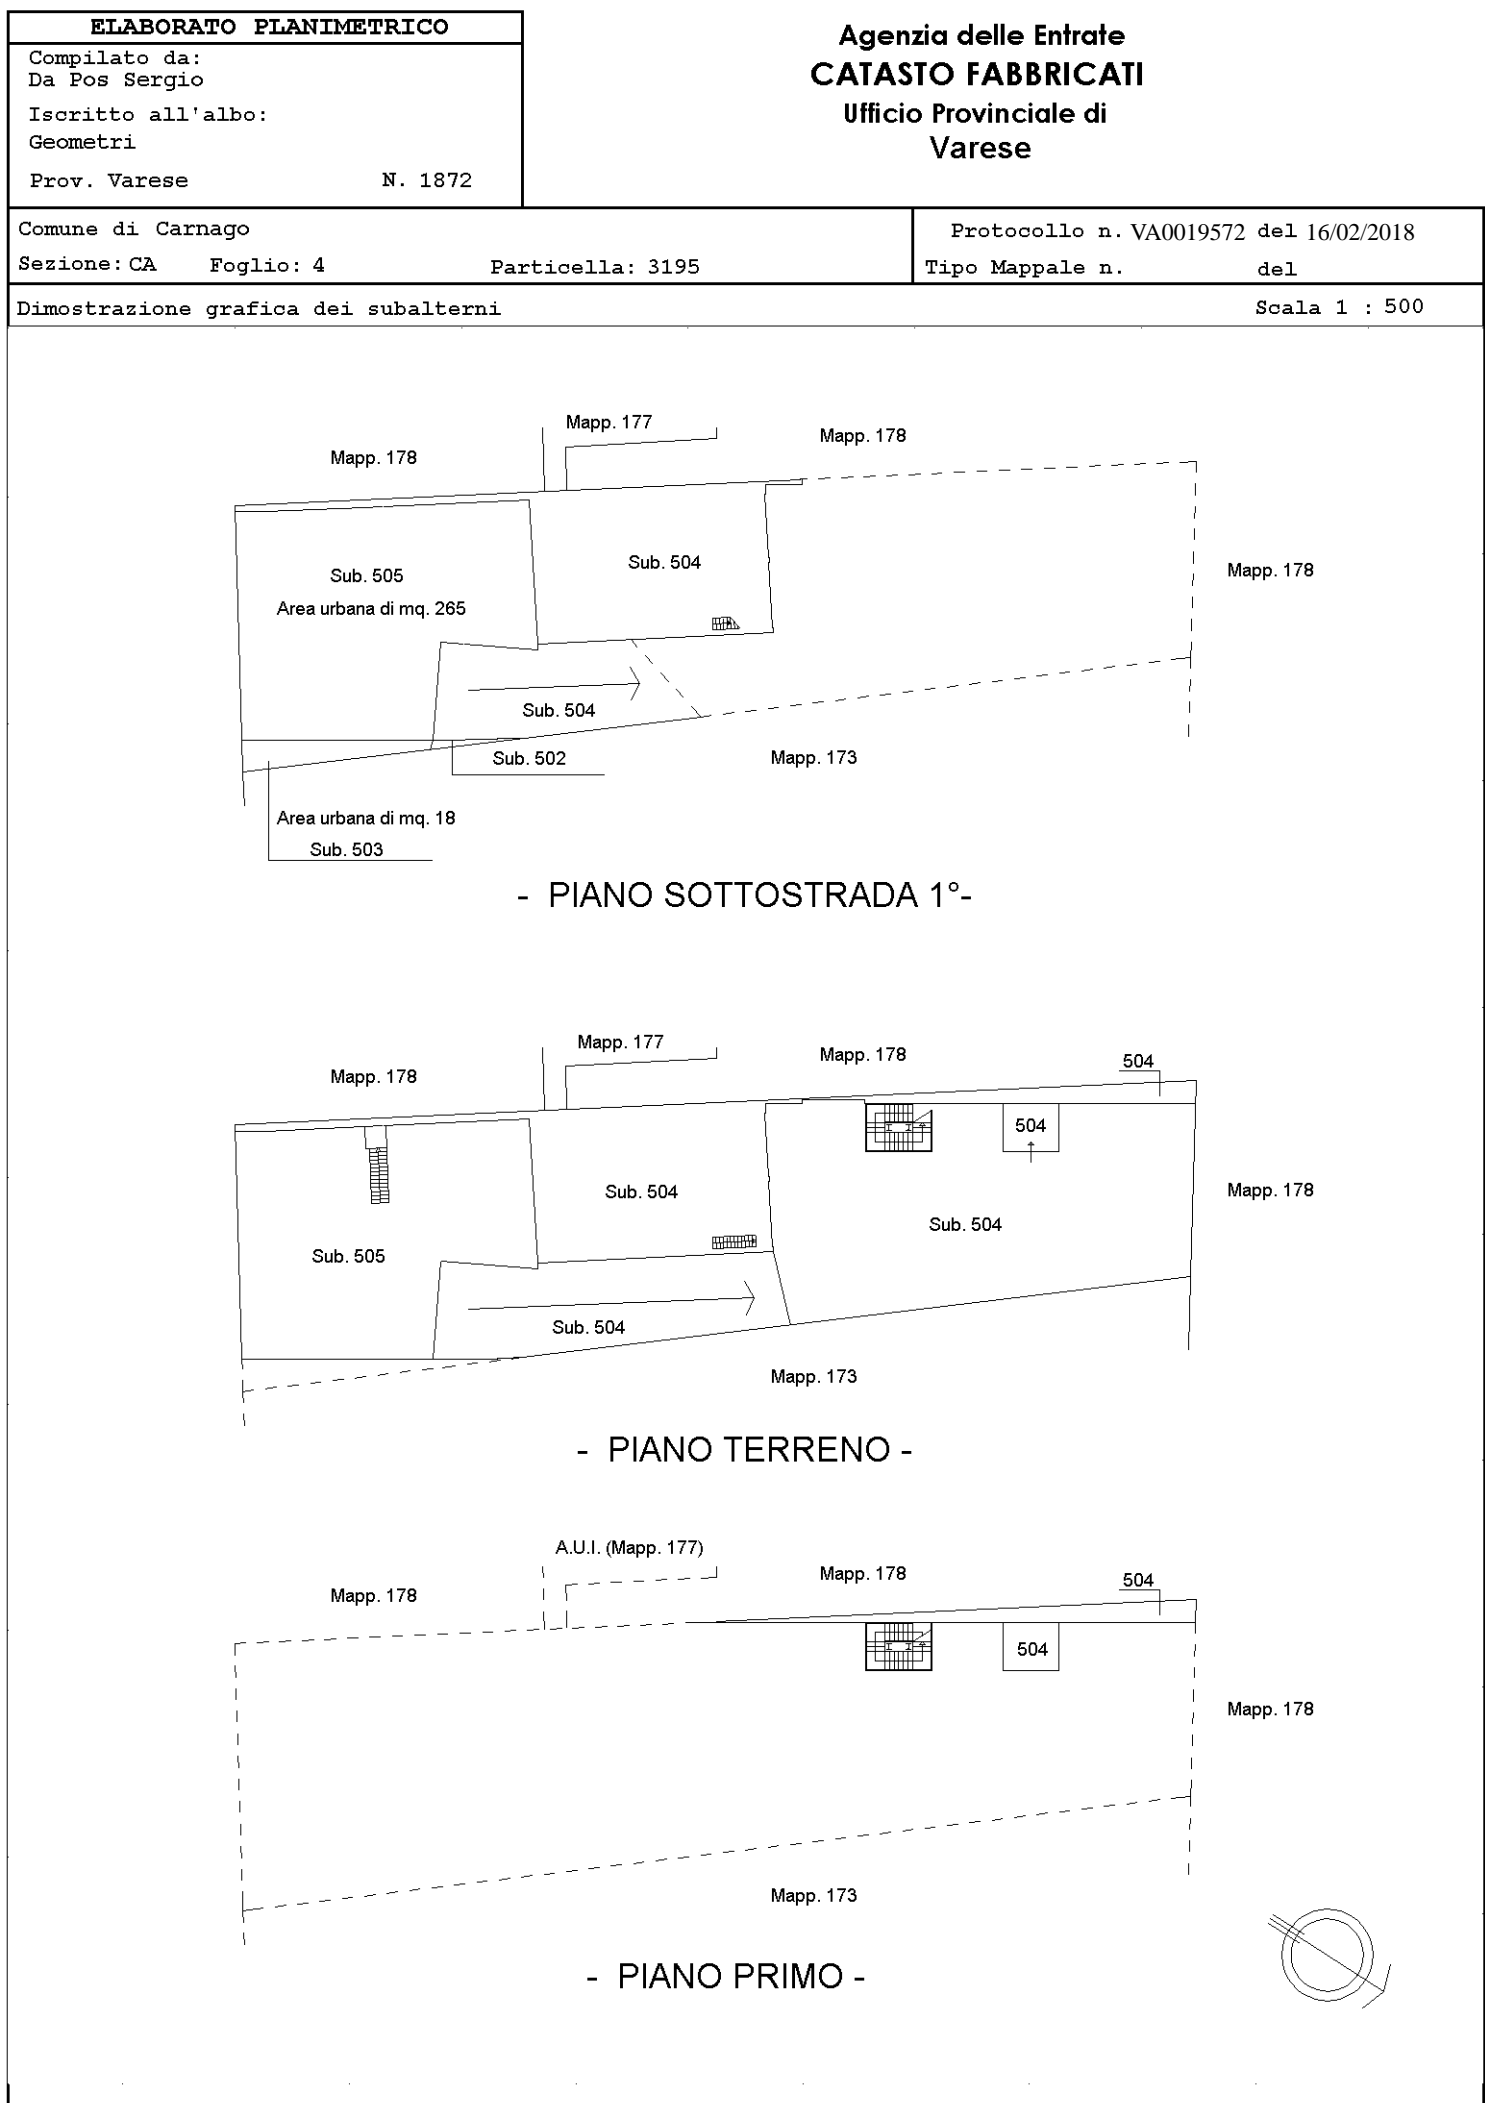 ELABORATO PLANIMETRICO
Compilato da:
Da Pos Sergio
Iscritto all'albo:
Geometri
Prov. Varese N. 1872
Agenzia delle Entrate
CATASTO FABBRICATI
Ufficio Provinciale di
Varese
Comune di Carnago
Sezione: CA Foglio: 4 Particella: 3195
Protocollo n. VA0019572 del 16/02/2018
Tipo Mappale n. del
Dimostrazione grafica dei subalterni Scala 1 : 500
Mapp. 177
Mapp. 178
Mapp. 178
Sub. 504
Mapp. 178
Sub. 505
Area urbana di mq. 265
Sub. 504
Sub. 502
Mapp. 173
Area urbana di mq. 18
Sub. 503
- PIANO SOTTOSTRADA 1°-
Mapp. 177
Mapp. 178
504
Mapp. 178
504
Sub. 504
Mapp. 178
Sub. 504
Sub. 505
Sub. 504
Mapp. 173
- PIANO TERRENO -
A.U.I. (Mapp. 177)
Mapp. 178
504
Mapp. 178
504
Mapp. 178
Mapp. 173
- PIANO PRIMO -